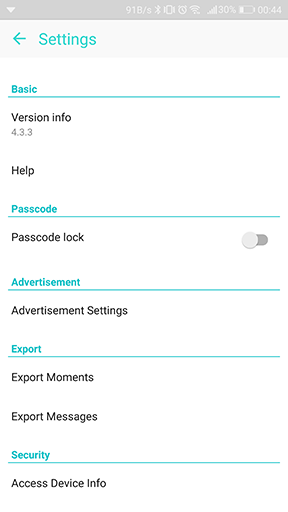 91B/s 30% 00:44
Settings
Basic
Version info
4.3.3
Help
Passcode
Passcode lock
Advertisement
Advertisement Settings
Export
Export Moments
Export Messages
Security
Access Device Info